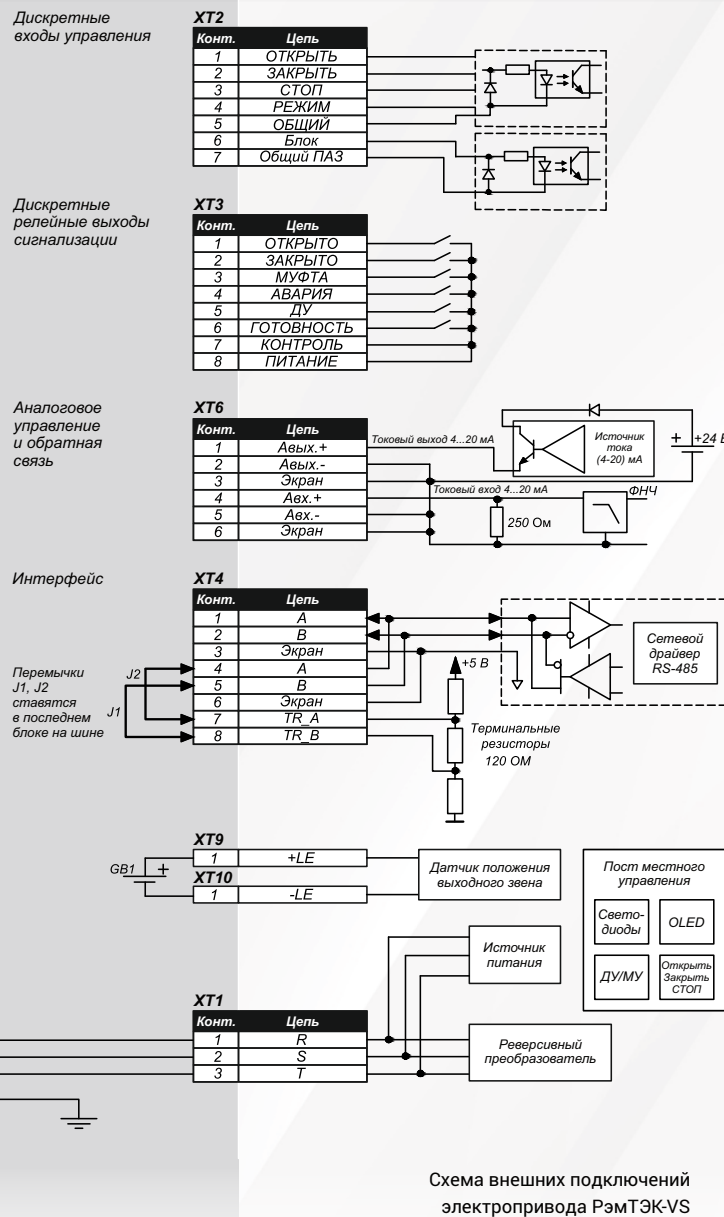 Дискретные
входы управления
XT2
Конт. Цепь
1 ОТКРЫТЬ
2 ЗАКРЫТЬ
3 СТОП
4 РЕЖИМ
5 ОБЩИЙ
6 Блок
7 Общий ПАЗ
Дискретные
релейные выходы
сигнализации
XT3
Конт. Цепь
1 ОТКРЫТО
2 ЗАКРЫТО
3 МУФТА
4 АВАРИЯ
5 ДУ
6 ГОТОВНОСТЬ
7 КОНТРОЛЬ
8 ПИТАНИЕ
Аналоговое
управление
и обратная
связь
XT6
Конт. Цепь
1 Авых.+
2 Авых.-
3 Экран
4 Авх.+
5 Авх.-
6 Экран
Токовый выход 4...20 мА
Источник
тока
(4-20) мА
+ +24 В
Токовый вход 4...20 мА
ФНЧ
250 Ом
Интерфейс
XT4
Конт. Цепь
1 A
2 B
3 Экран
4 A
5 B
6 Экран
7 TR_A
8 TR_B
Перемычки
J1, J2
ставятся
в последнем
блоке на шине
J2
J1
+5 В
Сетевой
драйвер
RS-485
Терминальные
резисторы
120 ОМ
XT9
1 +LE
GB1 +
XT10
1 -LE
Датчик положения
выходного звена
Пост местного
управления
Свето-
диоды
OLED
ДУ/МУ
Открыть
Закрыть
СТОП
Источник
питания
XT1
Конт. Цепь
1 R
2 S
3 T
Реверсивный
преобразователь
Схема внешних подключений
электропривода РэмТЭК-VS